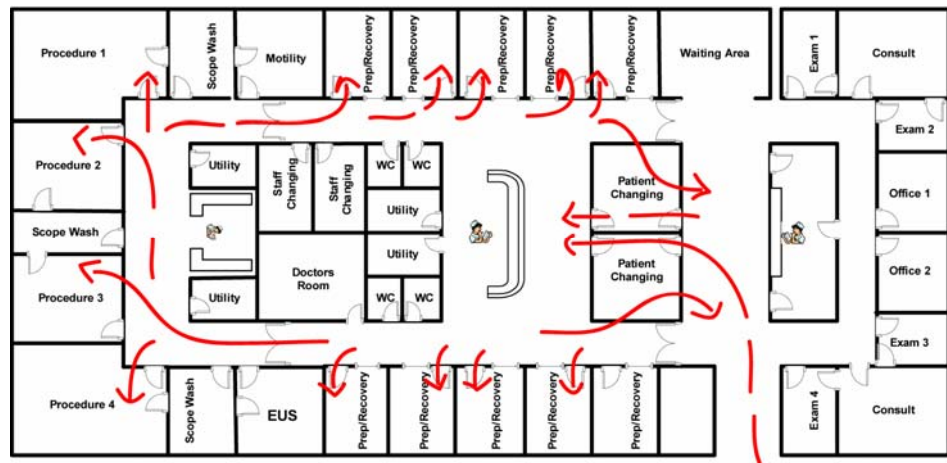 Procedure 1
Scope Wash
Motility
Prep/Recovery
Prep/Recovery
Prep/Recovery
Prep/Recovery
Prep/Recovery
Waiting Area
Exam 1
Consult
Exam 2
Procedure 2
Utility
Staff
Changing
Staff
Changing
WC
WC
Utility
Patient
Changing
Office 1
Scope Wash
Utility
Doctors
Room
Patient
Changing
Office 2
Procedure 3
Utility
WC
WC
Exam 3
Procedure 4
Scope Wash
EUS
Prep/Recovery
Prep/Recovery
Prep/Recovery
Prep/Recovery
Prep/Recovery
Exam 4
Consult